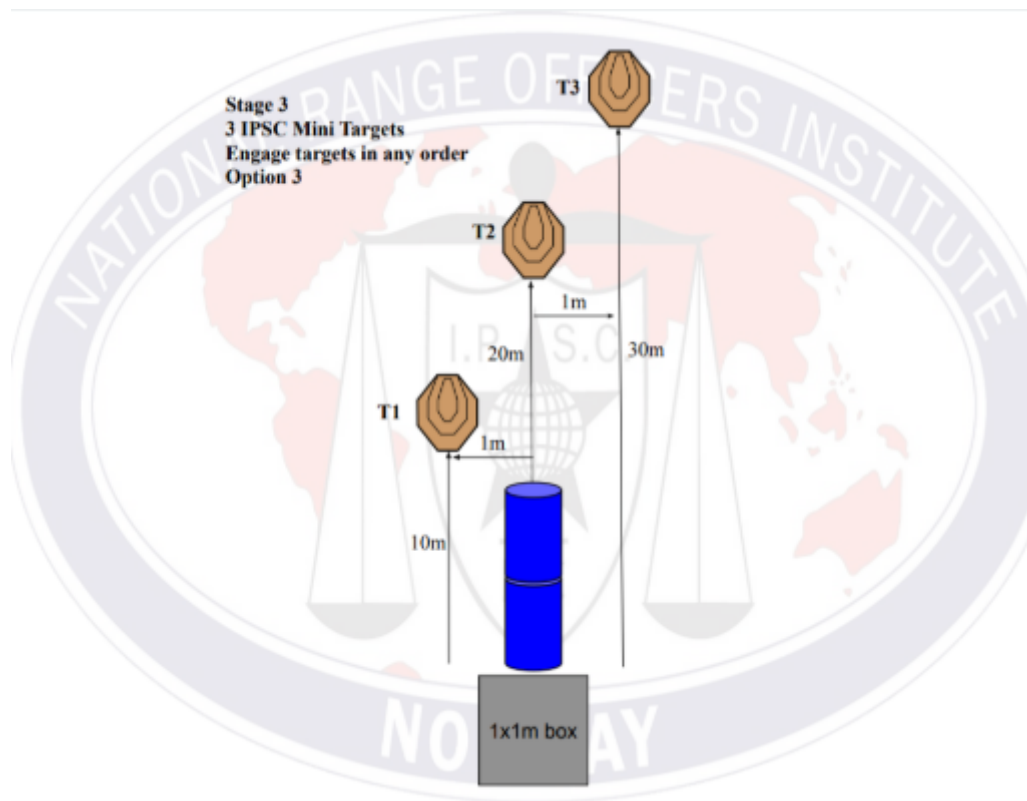 NATIONAL RANGE OFFICERS INSTITUTE
Stage 3
3 IPSC Mini Targets
Engage targets in any order
Option 3
T3
T2
1m
20m
30m
I.P.S.C.
T1
1m
10m
1x1m box
NORWAY